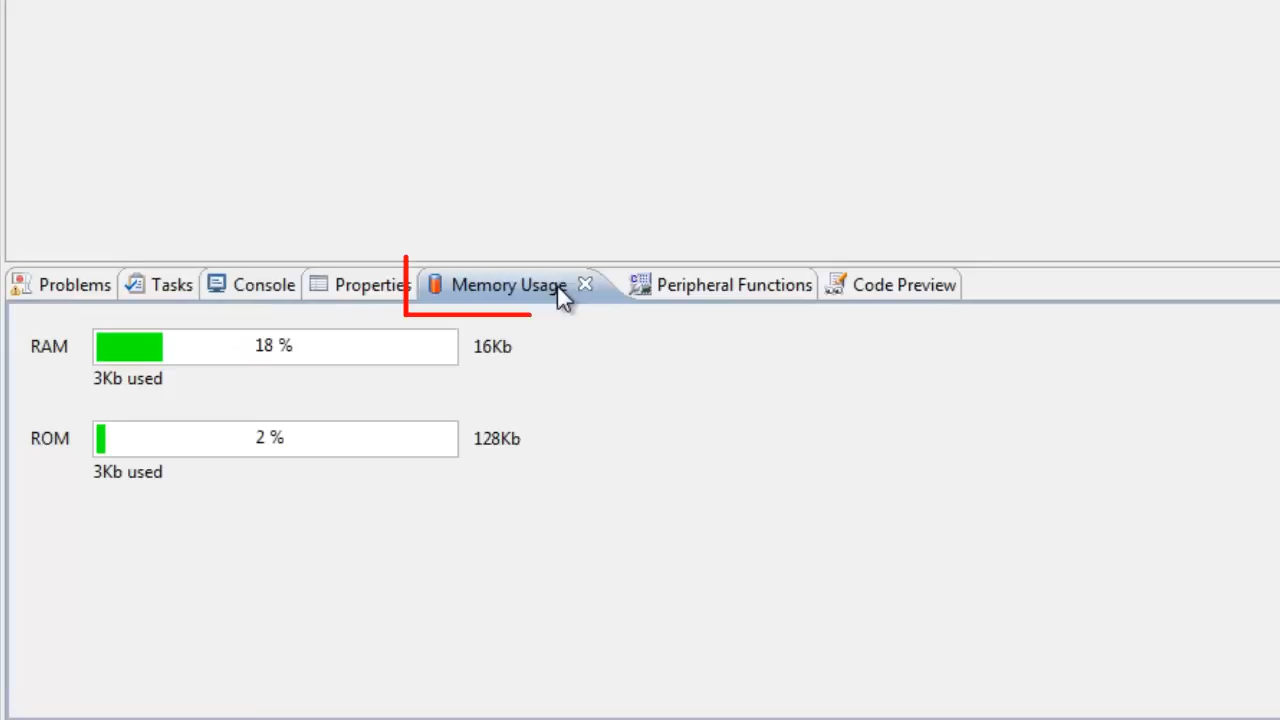 Problems Tasks Console Properties Memory Usage Peripheral Functions Code Preview
RAM 18 % 16Kb
3Kb used
ROM 2 % 128Kb
3Kb used